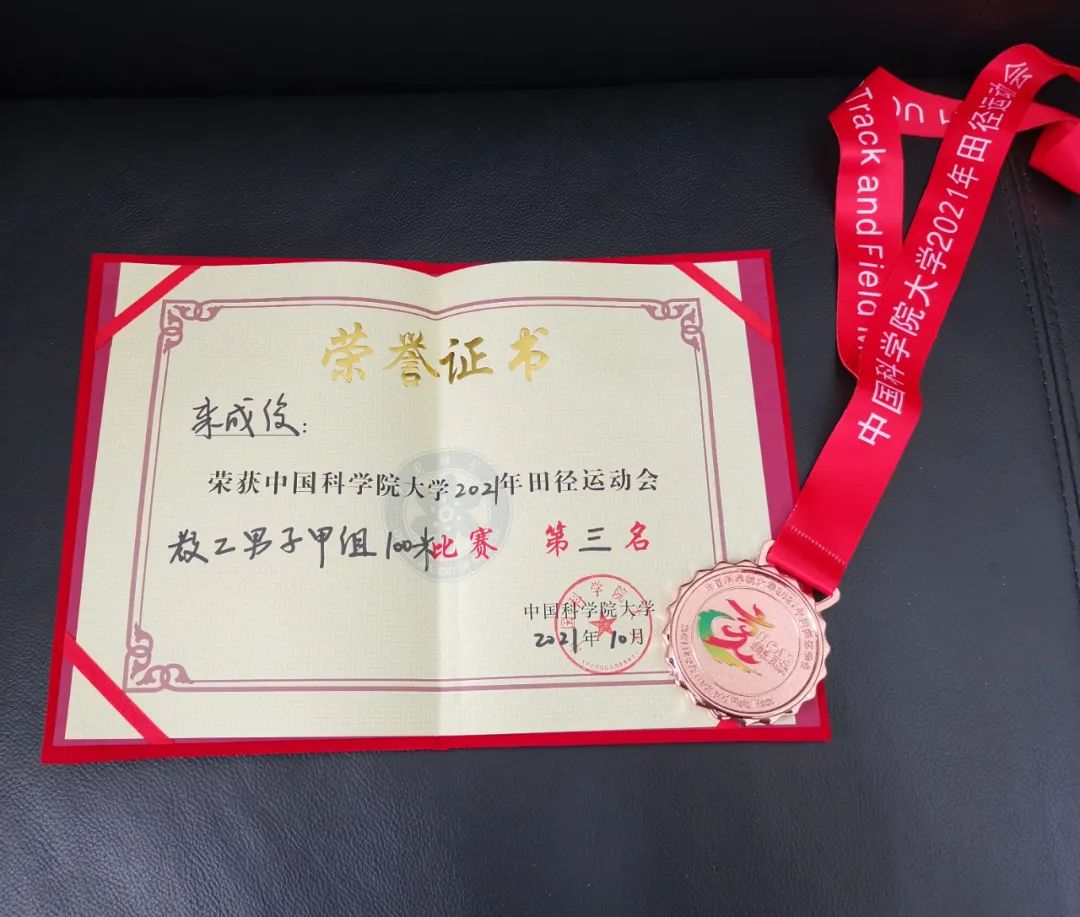 荣誉证书
来成俊:
荣获中国科学院大学2021年田径运动会
教工男子甲组100米比赛 第三名
中国科学院大学
2021年10月
Track and Field
中国科学院大学2021年田径运动会